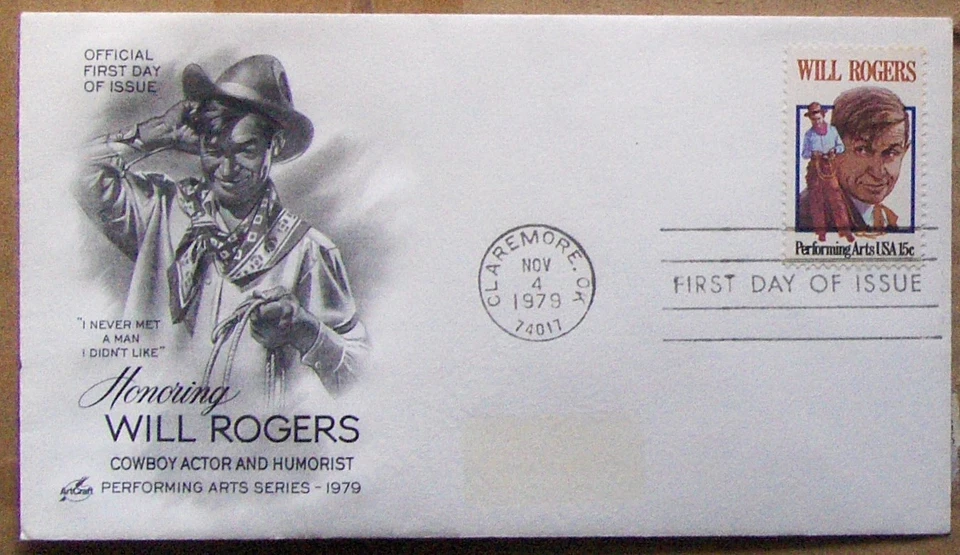 OFFICIAL
FIRST DAY
OF ISSUE
"I NEVER MET
A MAN
I DIDN'T LIKE"
Honoring
WILL ROGERS
COWBOY ACTOR AND HUMORIST
ArtCraft PERFORMING ARTS SERIES - 1979
CLAREMORE, OK
NOV
4
1979
74017
WILL ROGERS
Performing Arts USA 15c
FIRST DAY OF ISSUE